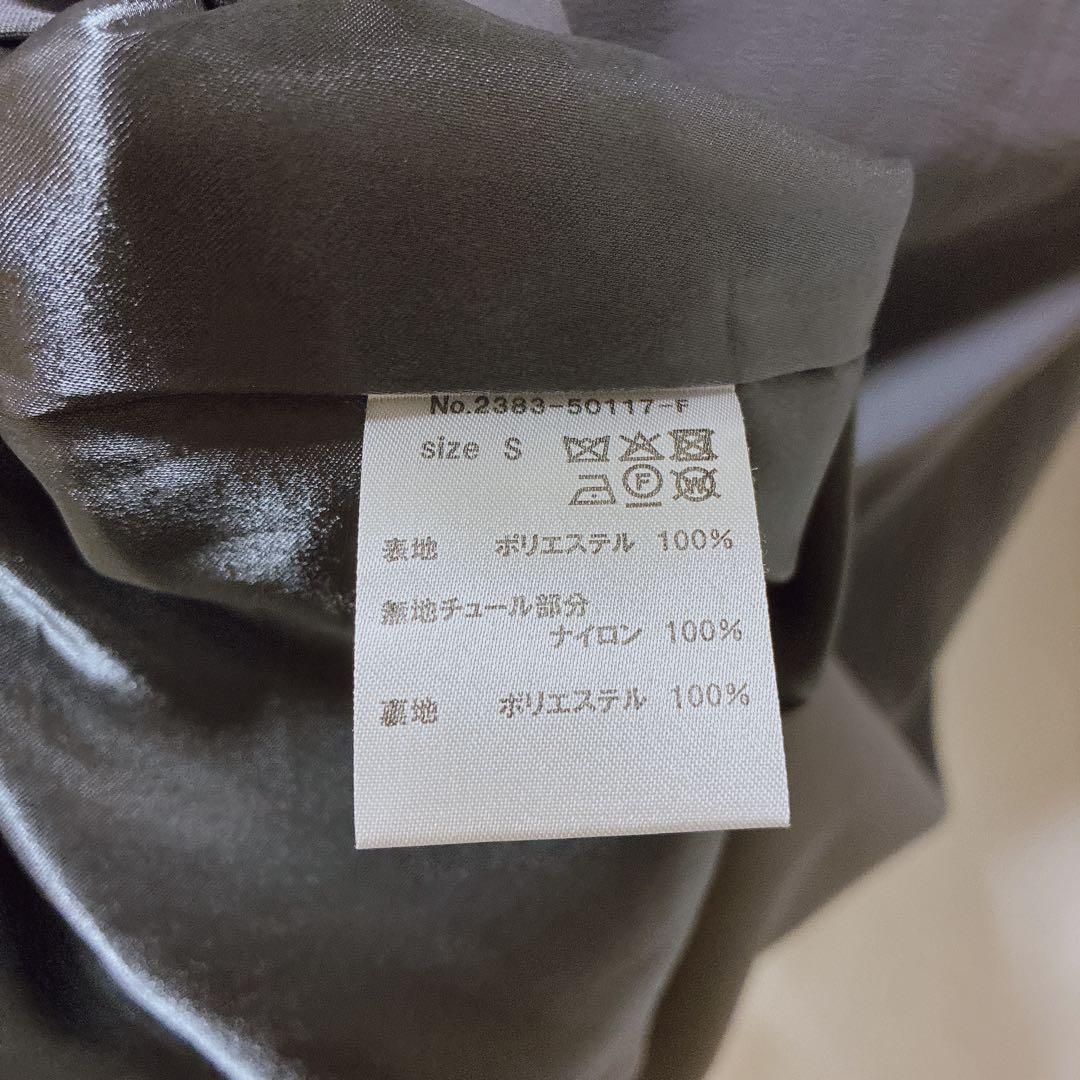 No.2383-50117-F
size S
F
W
表地 ポリエステル 100%
無地チュール部分
ナイロン 100%
裏地 ポリエステル 100%